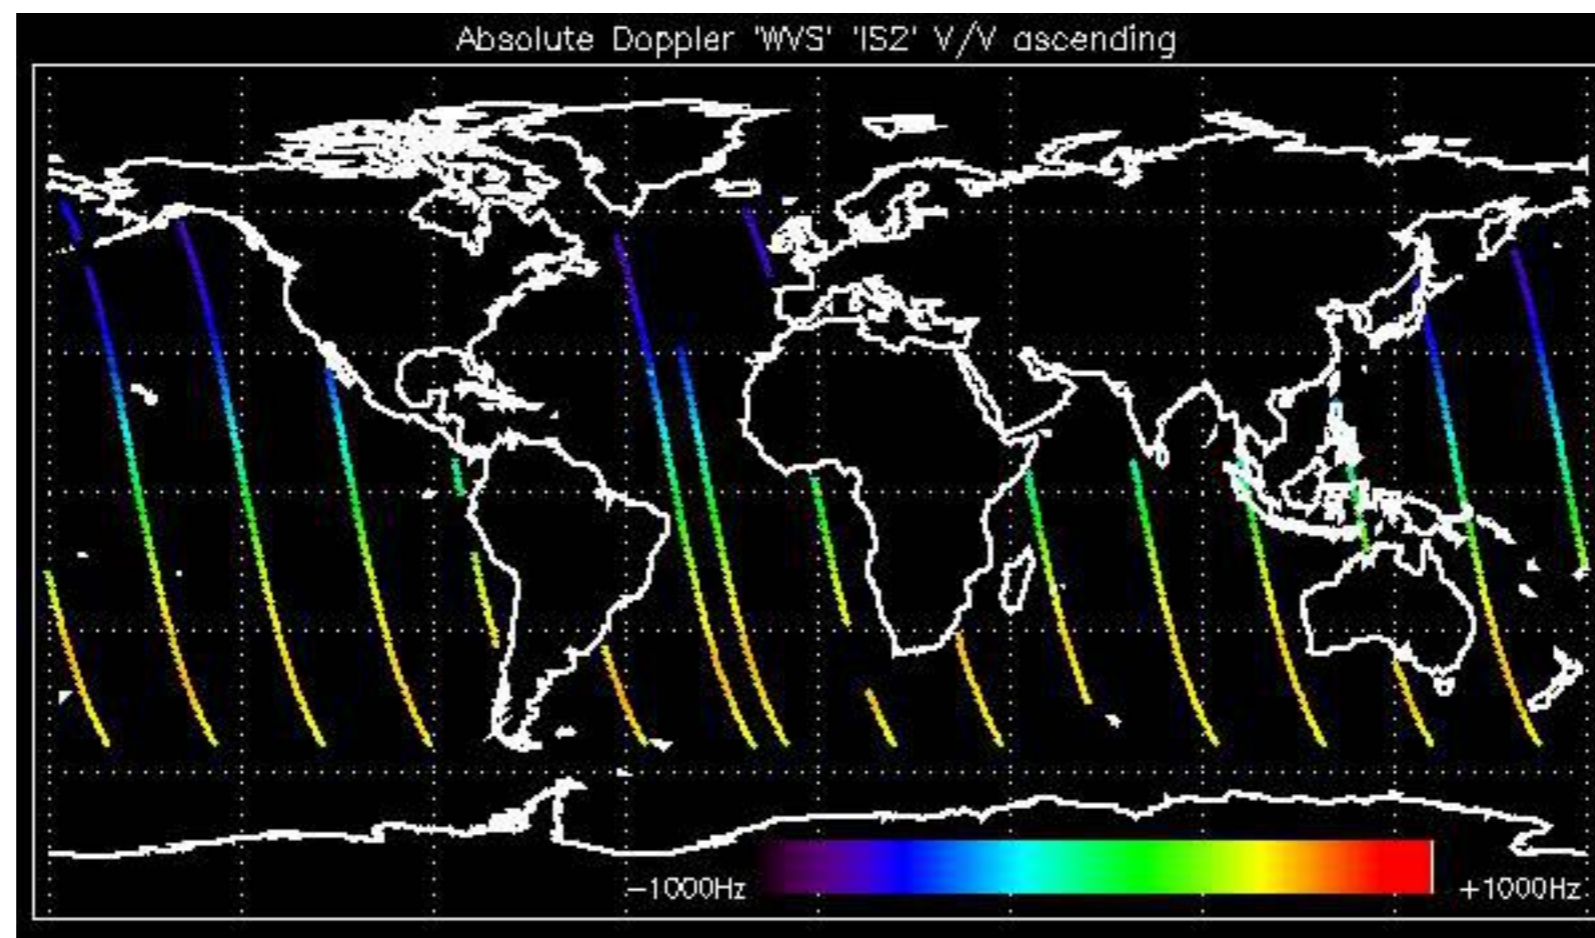 Absolute Doppler 'WVS' 'IS2' V/V ascending
−1000Hz +1000Hz